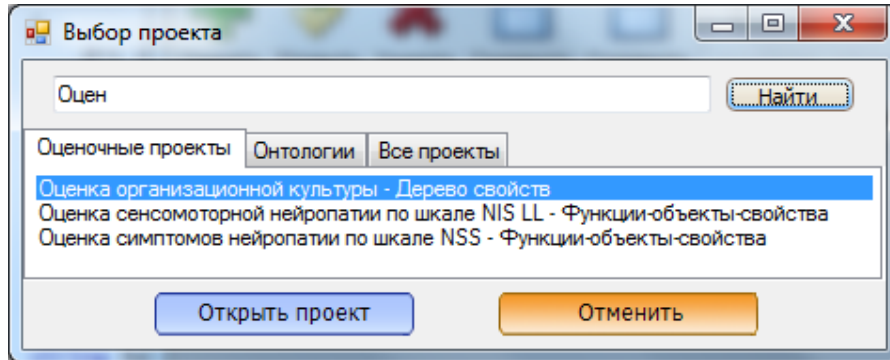 Выбор проекта
Оцен
Найти
Оценочные проекты Онтологии Все проекты
Оценка организационной культуры - Дерево свойств
Оценка сенсомоторной нейропатии по шкале NIS LL - Функции-объекты-свойства
Оценка симптомов нейропатии по шкале NSS - Функции-объекты-свойства
Открыть проект Отменить